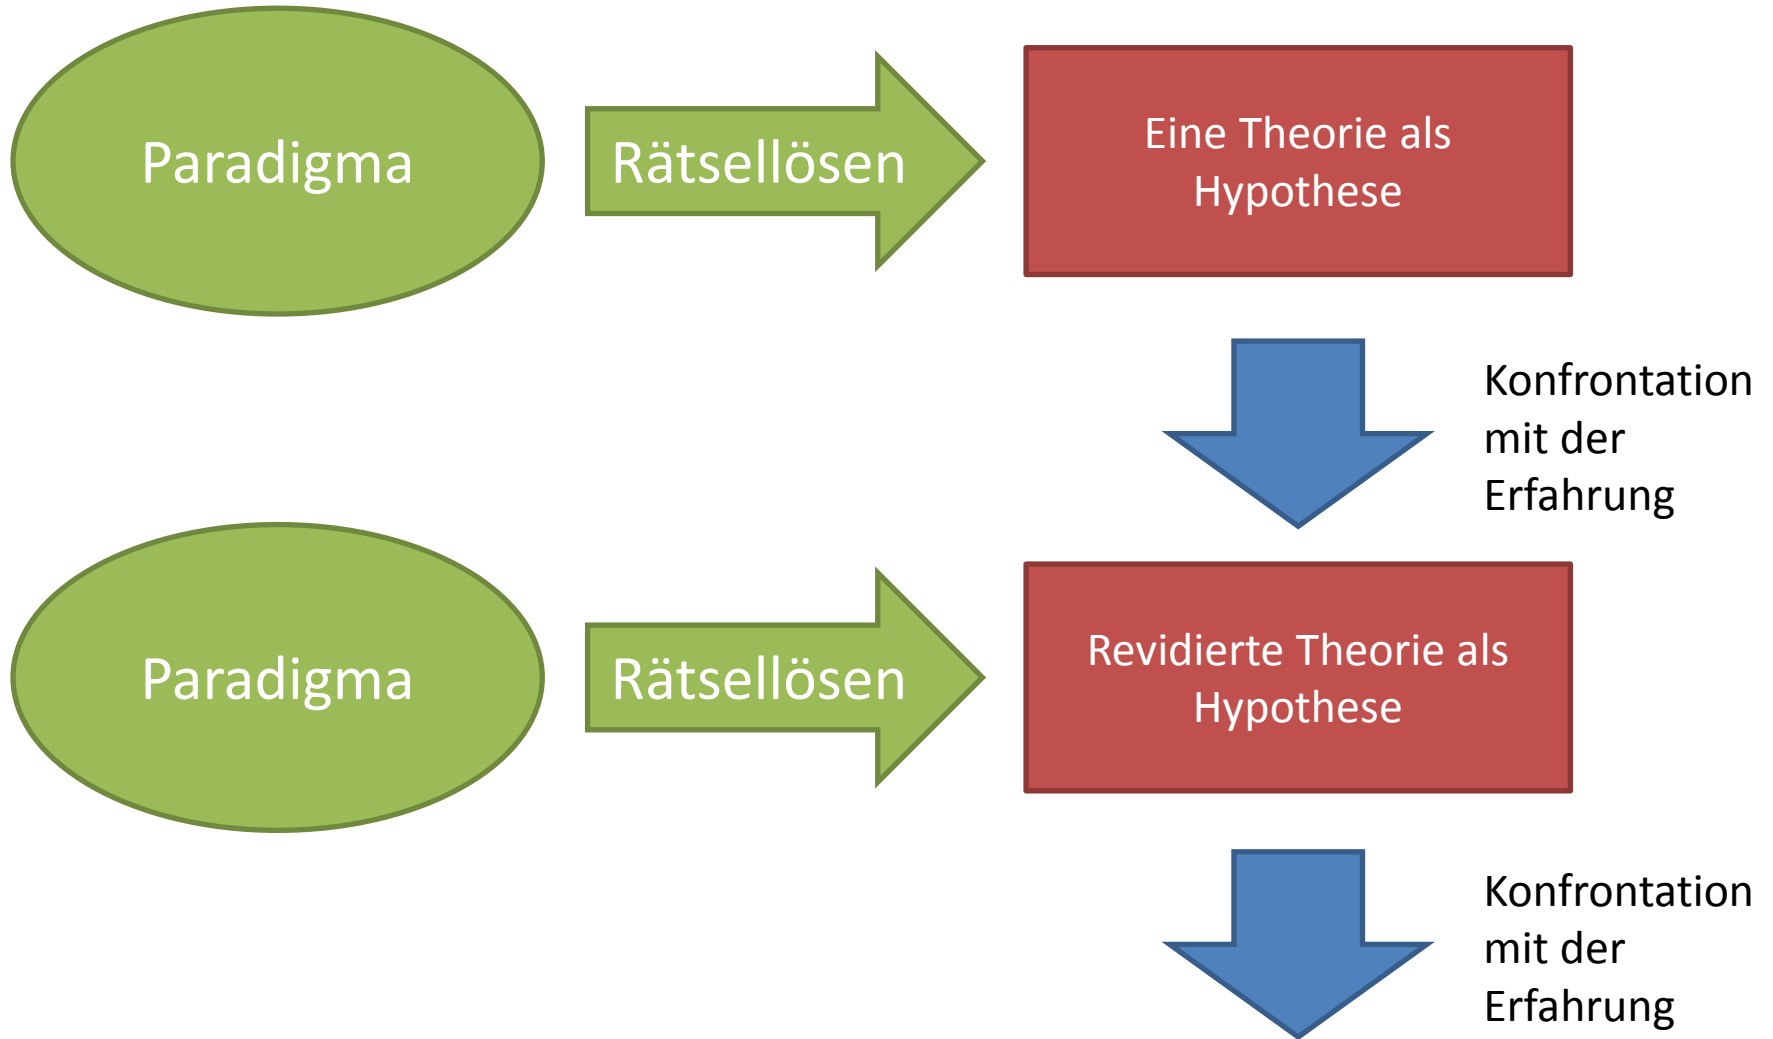 Paradigma
Rätsellösen
Eine Theorie als
Hypothese
Konfrontation
mit der
Erfahrung
Paradigma
Rätsellösen
Revidierte Theorie als
Hypothese
Konfrontation
mit der
Erfahrung